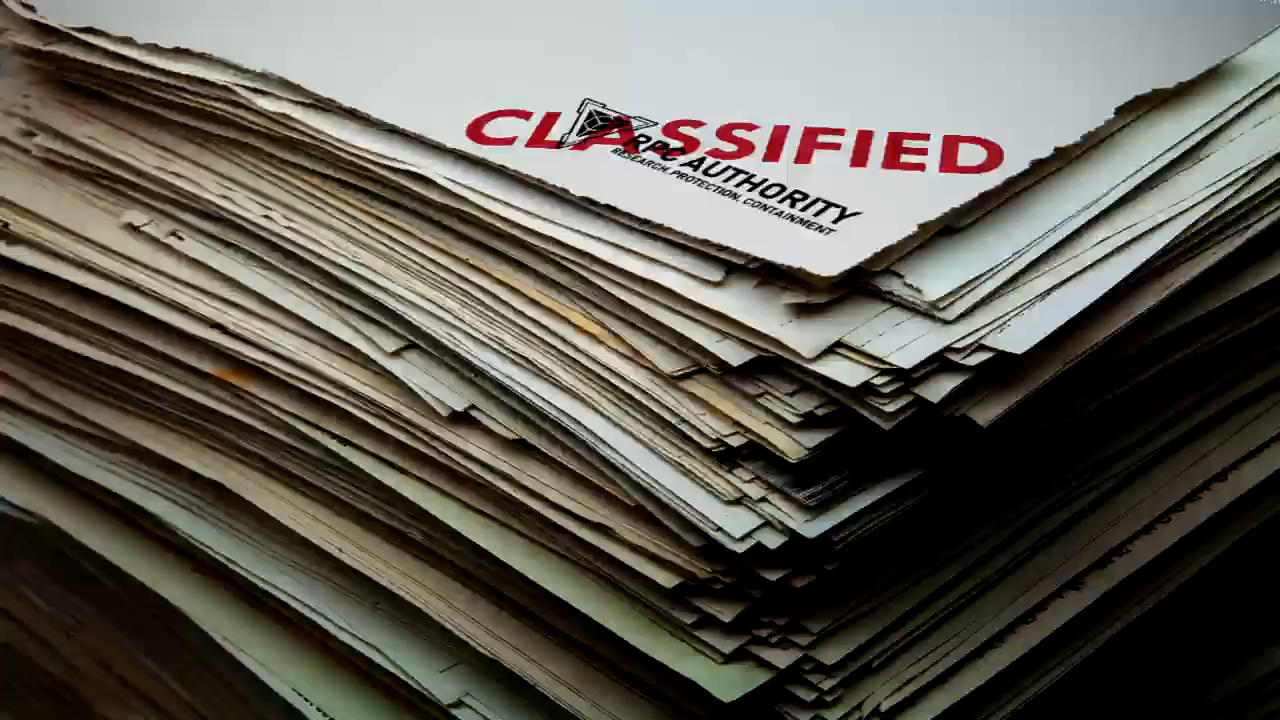 CLASSIFIED
RPC AUTHORITY
RESEARCH, PROTECTION, CONTAINMENT